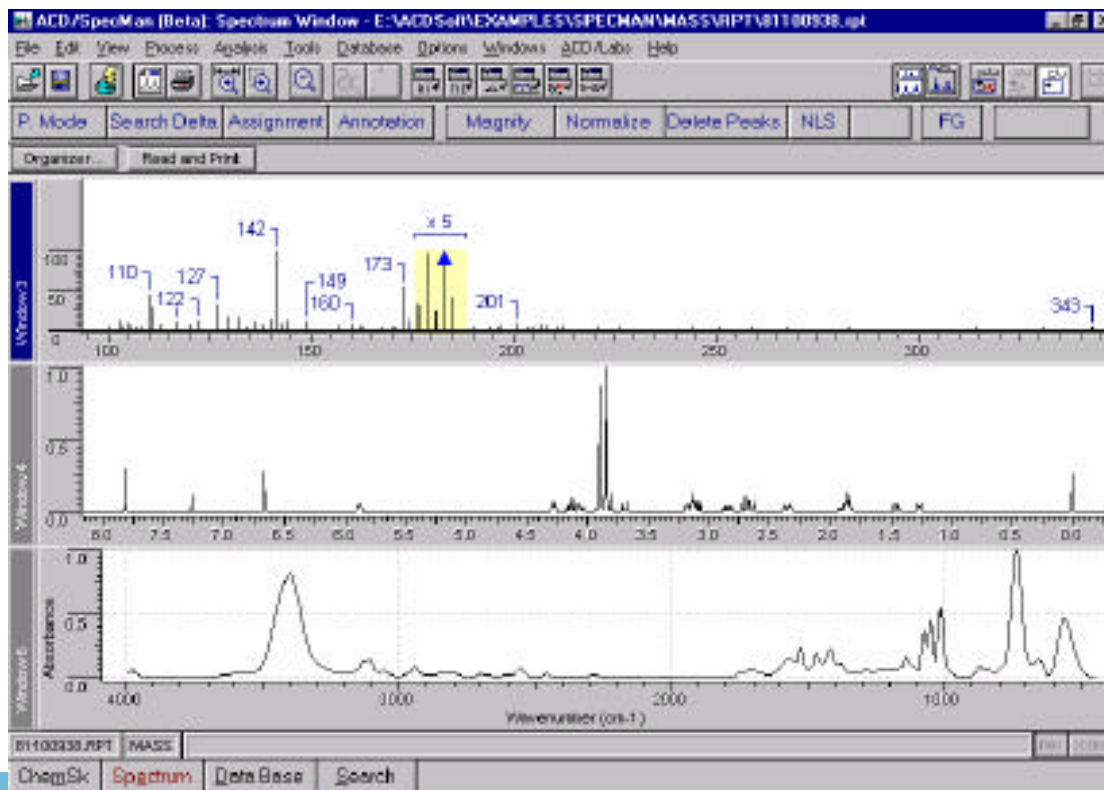 ACD/SpecMan (Beta): Spectrum Window - E:\ACDSoft\EXAMPLES\SPECMAN\MASS\RPT\81100938.rpt
File Edit View Process Analysis Tools Database Options Windows ACD/Labs Help
P. Mode Search Delta Assignment Annotation Magnify Normalize Delete Peaks NLS FG
Organizer... Read and Print
Window 3
100
50
0
110
122
127
142
149
160
173
x 5
201
343
100 150 200 250 300
Window 4
1.0
0.5
0.0
8.0 7.5 7.0 6.5 6.0 5.5 5.0 4.5 4.0 3.5 3.0 2.5 2.0 1.5 1.0 0.5 0.0
Absorbance
1.0
0.5
0.0
4000 3000 2000 1000
Wavenumber (cm-1)
81100938.RPT MASS
ChemSk Spectrum Data Base Search